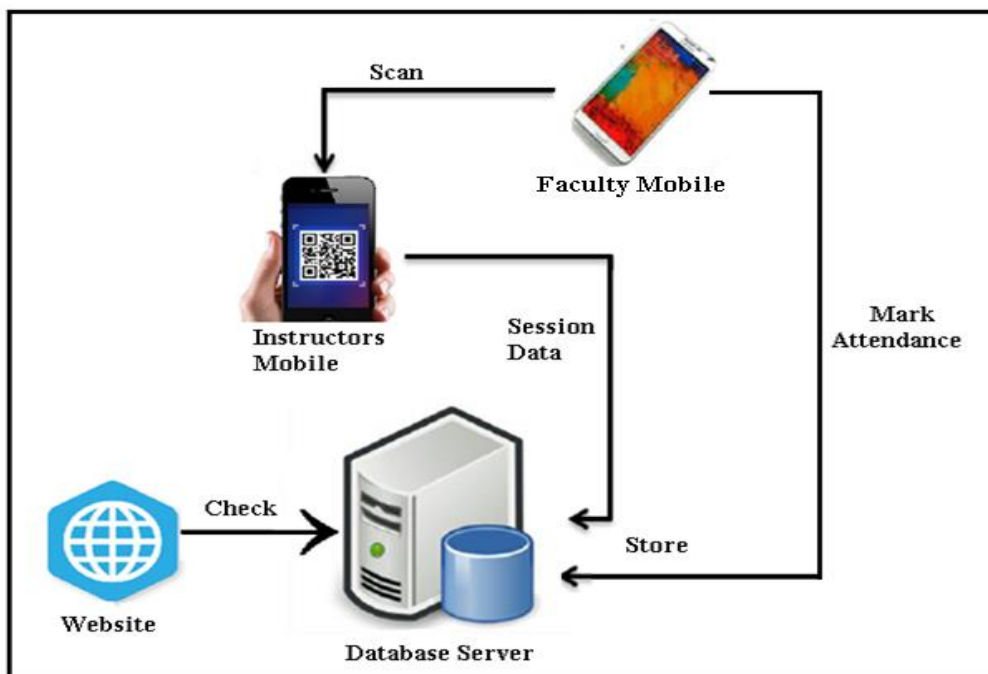 Scan
Faculty Mobile
Instructors
Mobile
Session
Data
Mark
Attendance
Check
Store
Website
Database Server